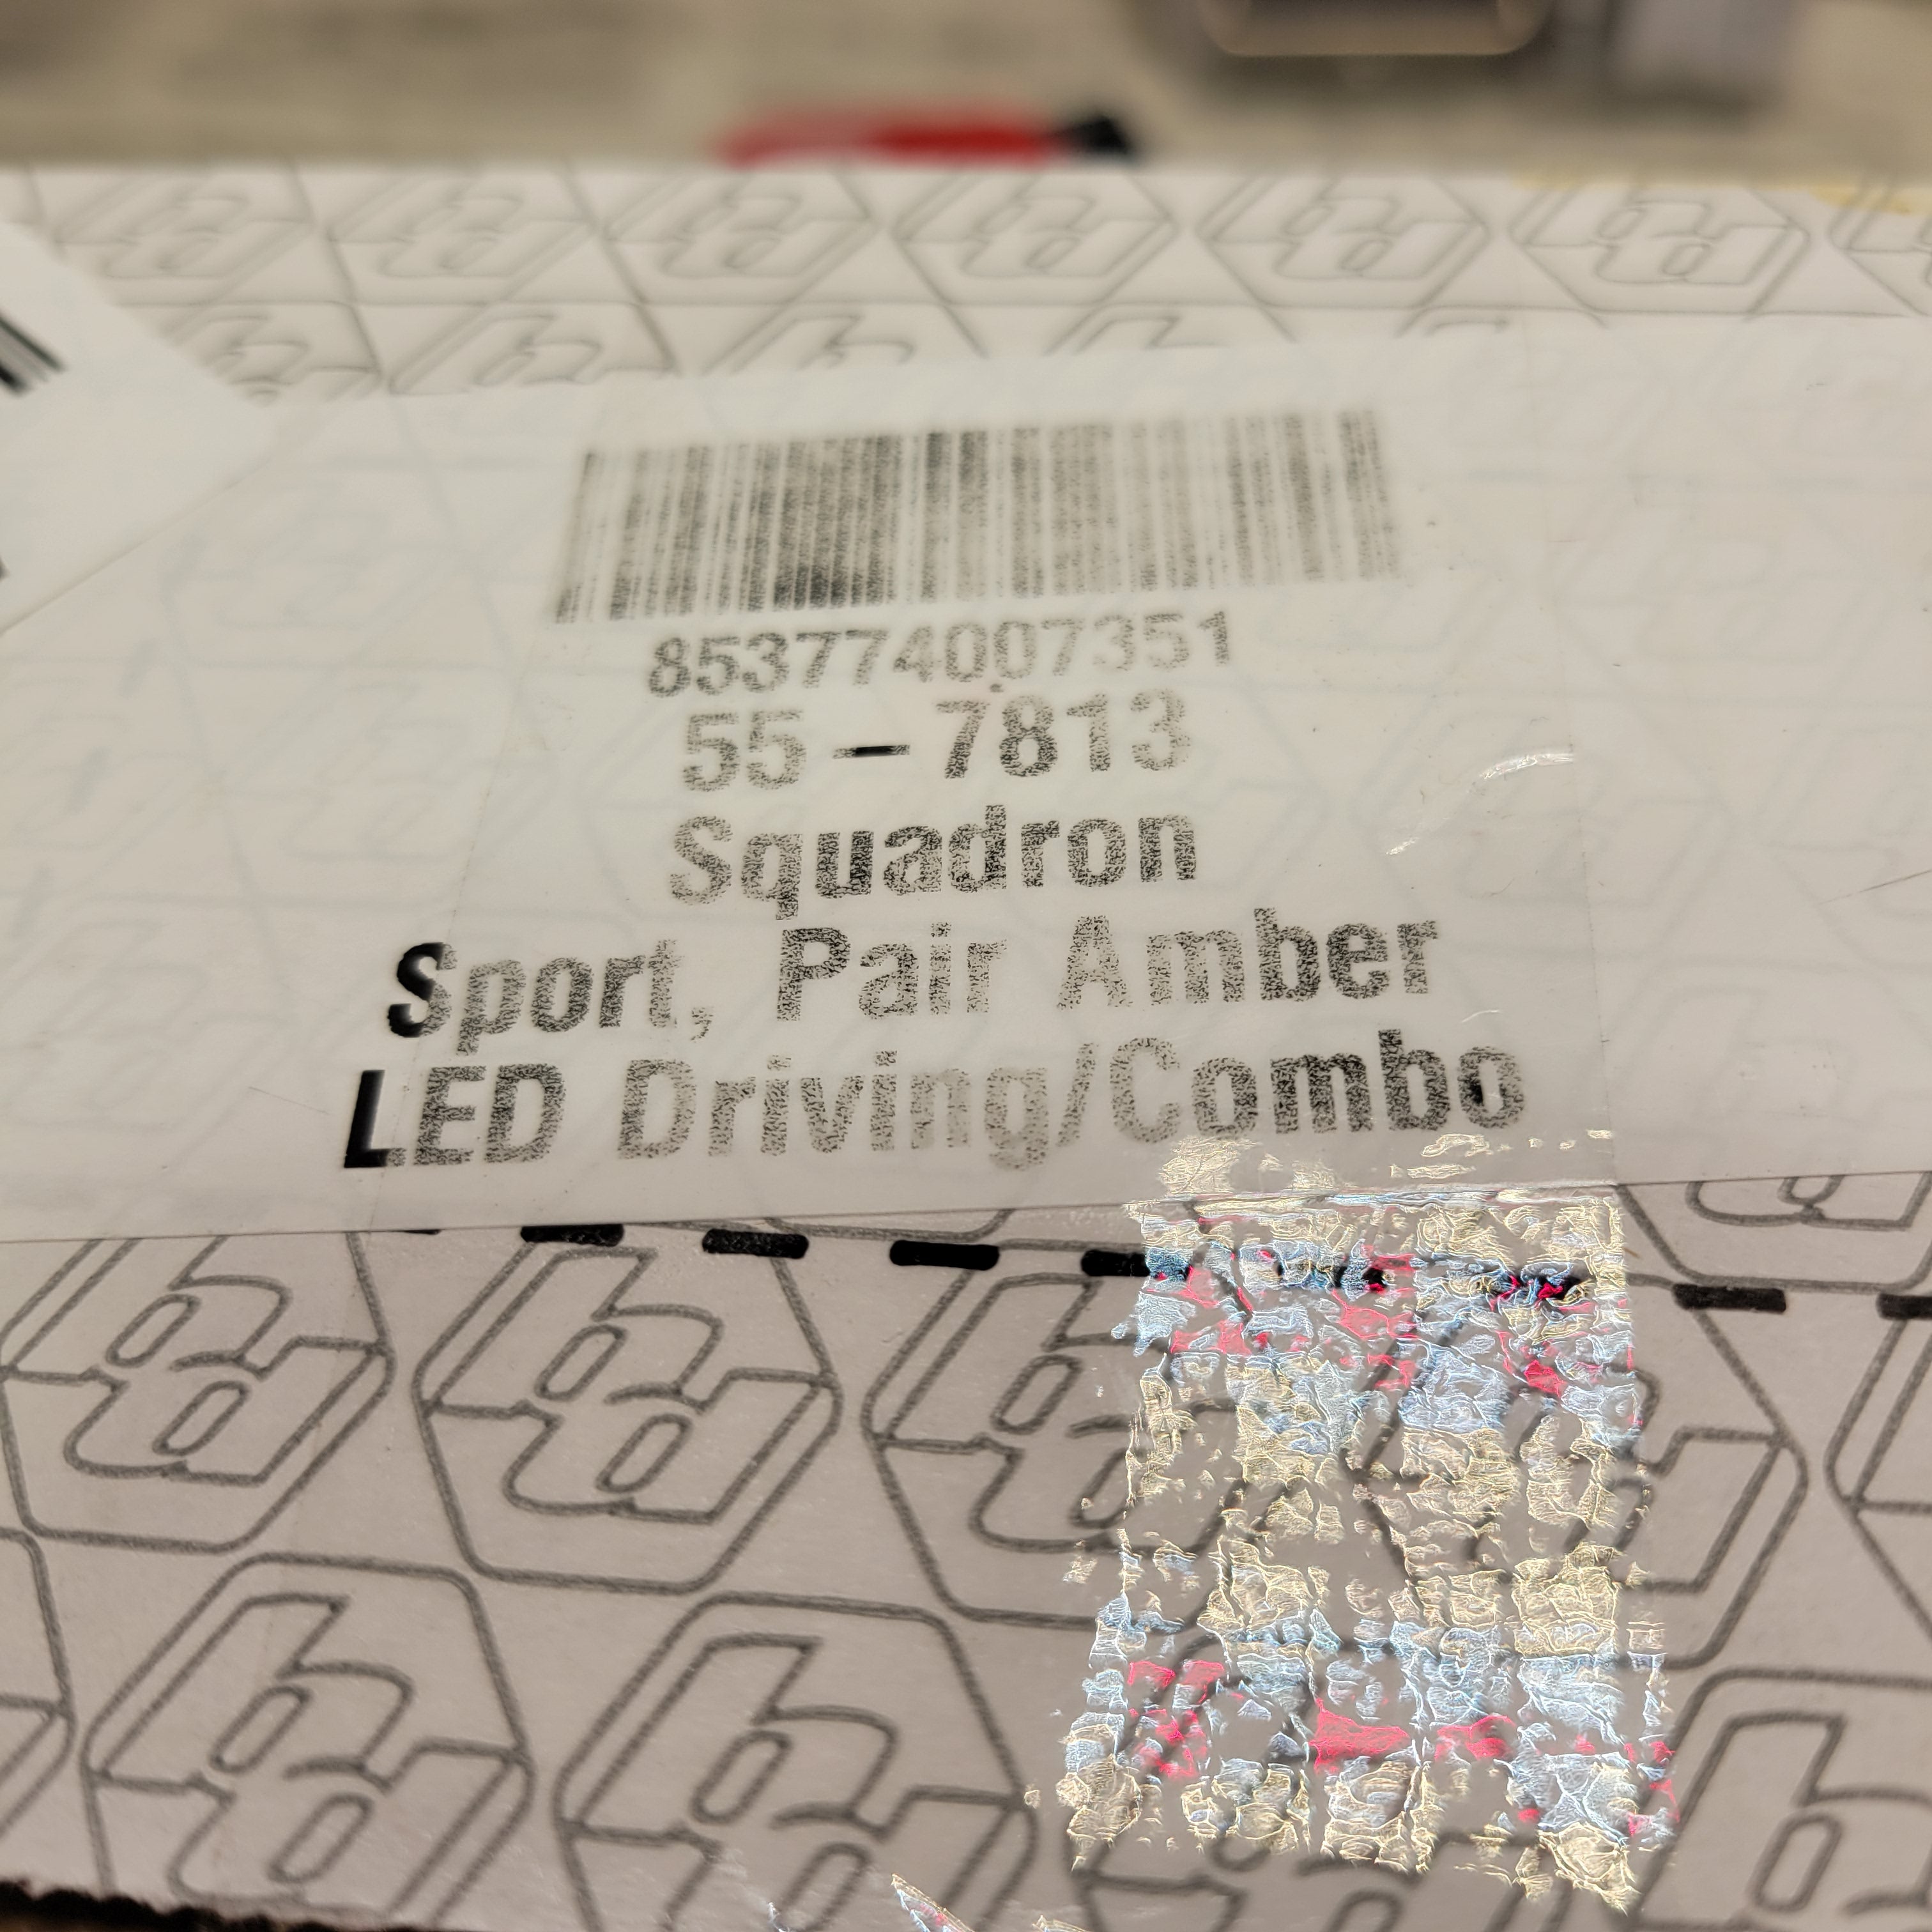 853774007351
55-7813
Squadron
Sport, Pair Amber
LED Driving/Combo